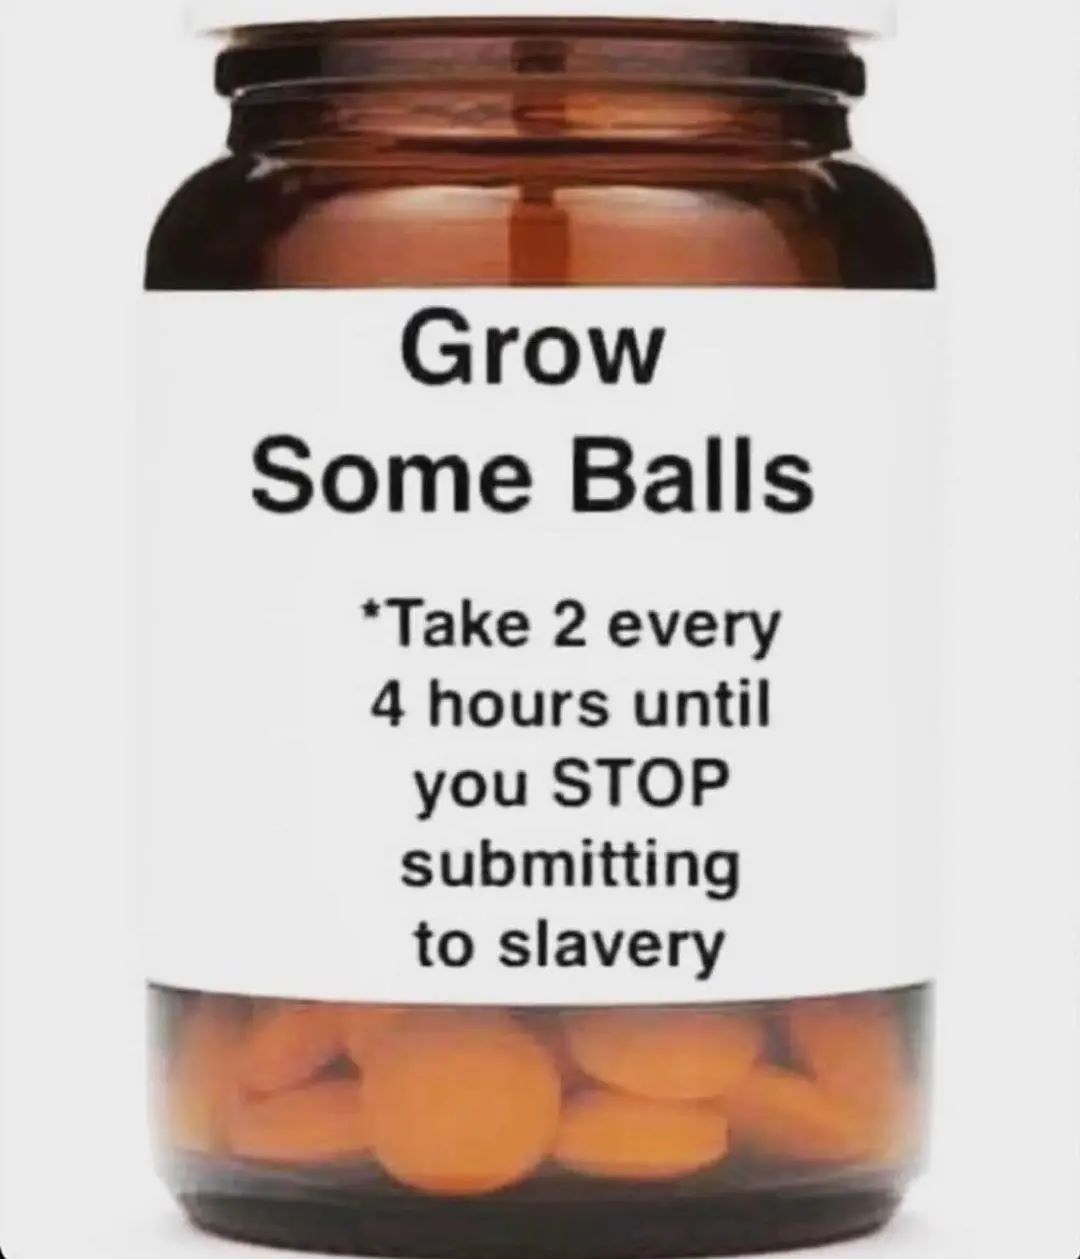 Grow
Some Balls
*Take 2 every
4 hours until
you STOP
submitting
to slavery